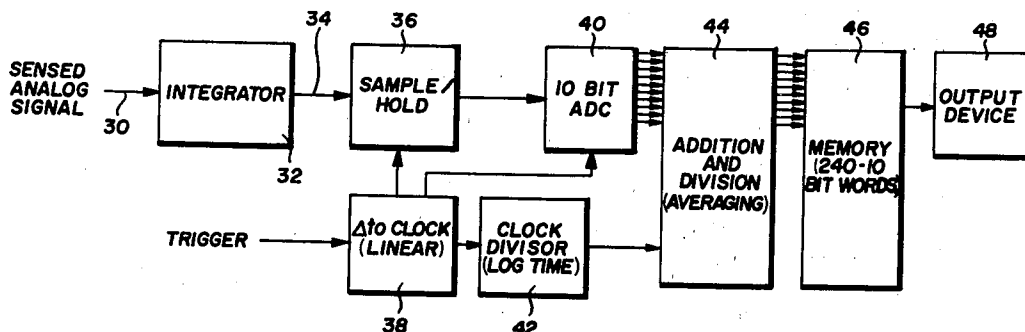 34
36
40
44
46
48
SENSED
ANALOG
SIGNAL
30
INTEGRATOR
32
SAMPLE/
HOLD
10 BIT
ADC
ADDITION
AND
DIVISION
(AVERAGING)
MEMORY
(240-10
BIT WORDS)
OUTPUT
DEVICE
TRIGGER
Δto CLOCK
(LINEAR)
38
CLOCK
DIVISOR
(LOG TIME)
42